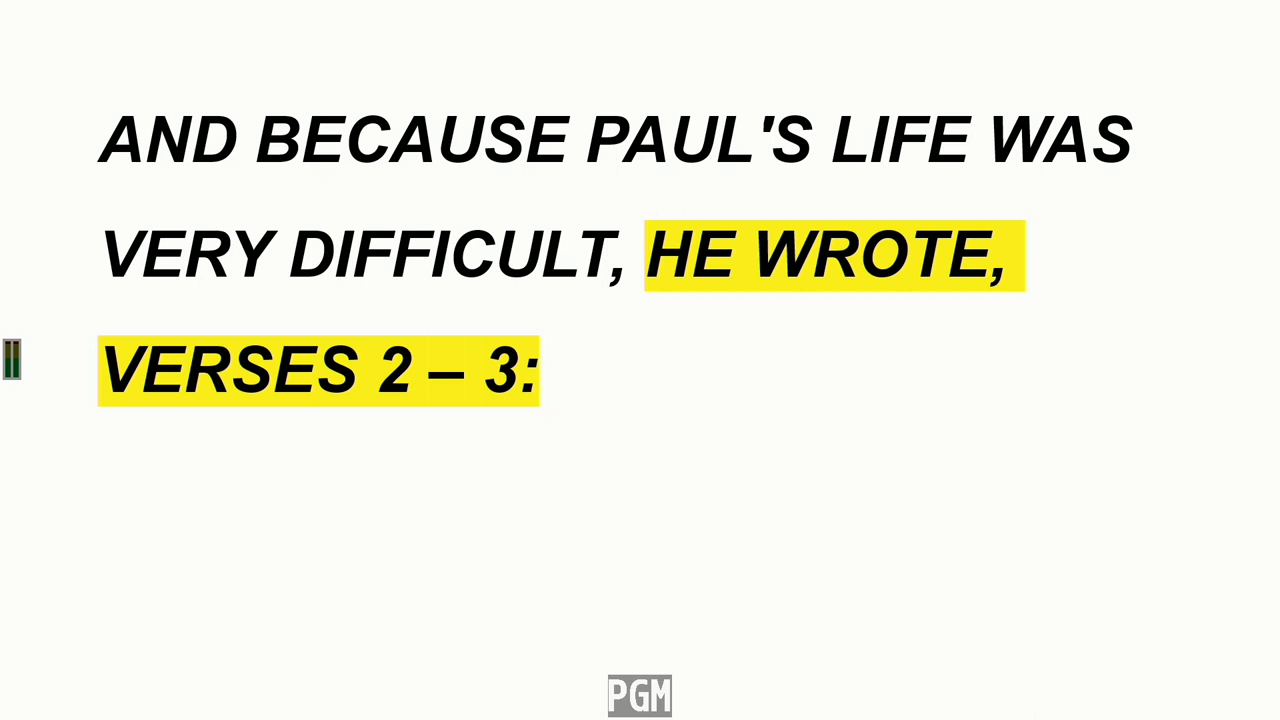 AND BECAUSE PAUL'S LIFE WAS
VERY DIFFICULT, HE WROTE,
VERSES 2 – 3:
PGM